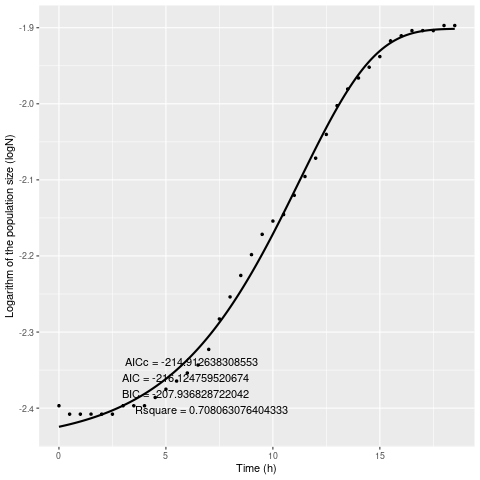 -1.9
-2.0
-2.1
-2.2
-2.3
-2.4
Logarithm of the population size (logN)
AICc = -214.912638308553
AIC = -216.124759520674
BIC = -207.936828722042
Rsquare = 0.708063076404333
0 5 10 15
Time (h)